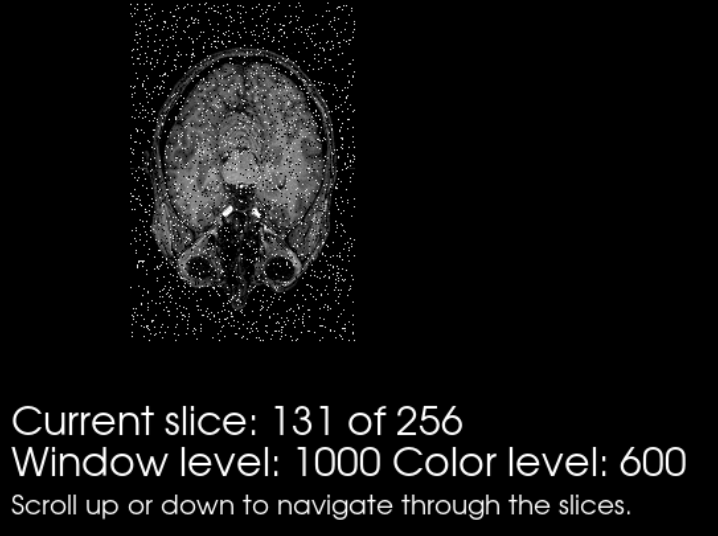 Current slice: 131 of 256
Window level: 1000 Color level: 600
Scroll up or down to navigate through the slices.